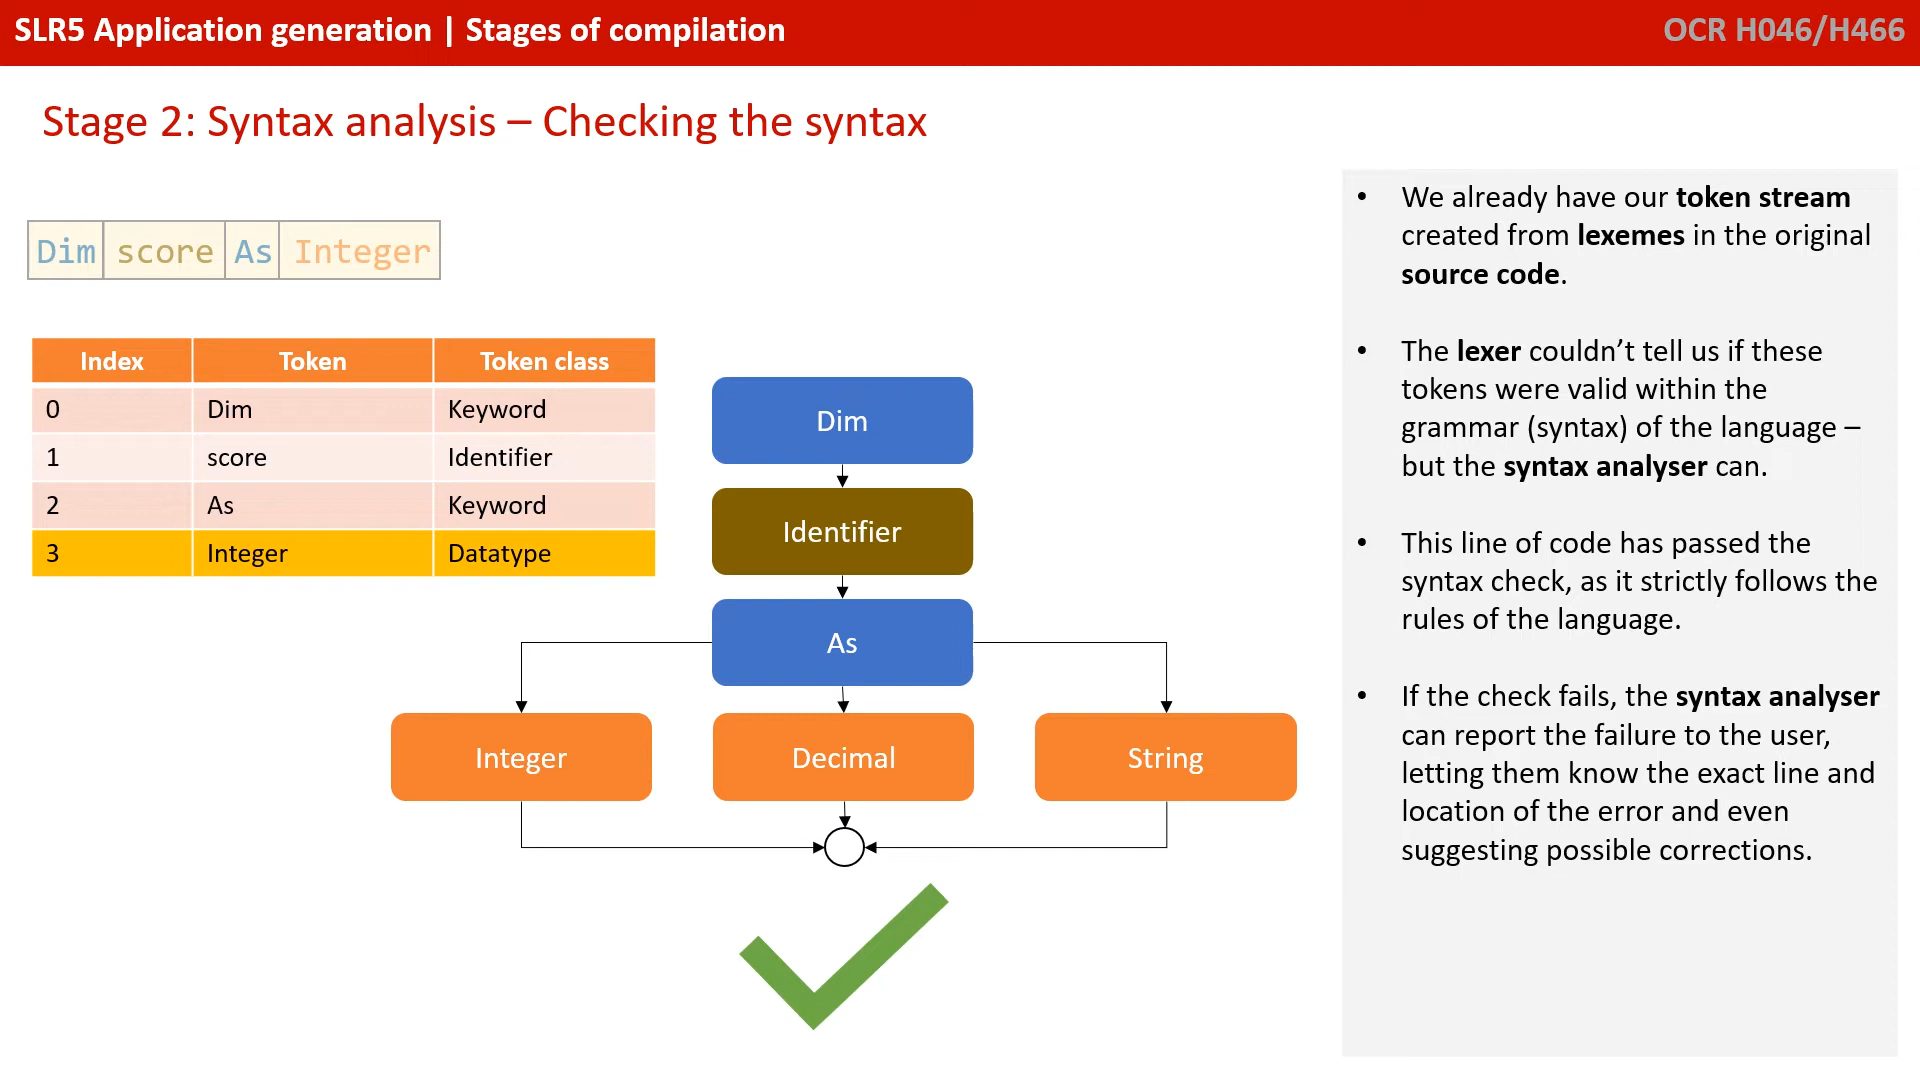 SLR5 Application generation | Stages of compilation
OCR H046/H466
Stage 2: Syntax analysis – Checking the syntax
Dim score As Integer
Index Token Token class
0 Dim Keyword
1 score Identifier
2 As Keyword
3 Integer Datatype
Dim
Identifier
As
Integer Decimal String
• We already have our token stream
created from lexemes in the original
source code.
• The lexer couldn’t tell us if these
tokens were valid within the
grammar (syntax) of the language –
but the syntax analyser can.
• This line of code has passed the
syntax check, as it strictly follows the
rules of the language.
• If the check fails, the syntax analyser
can report the failure to the user,
letting them know the exact line and
location of the error and even
suggesting possible corrections.